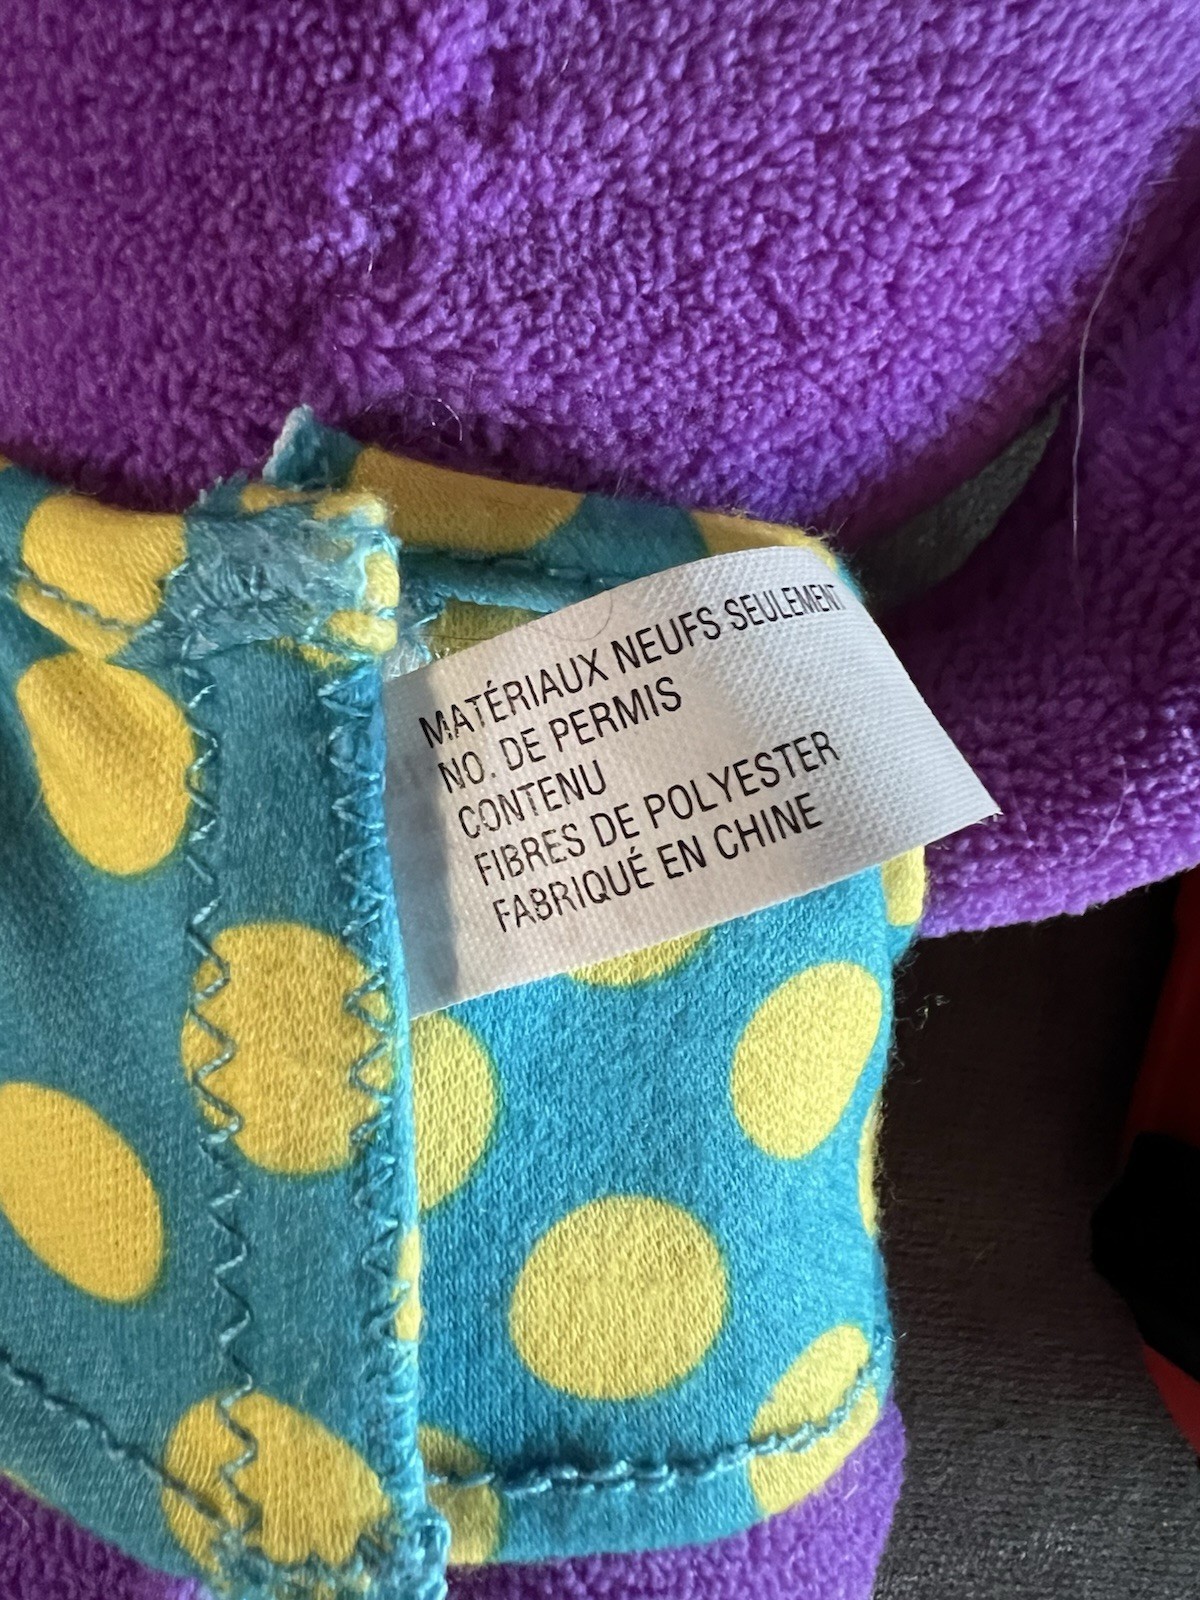 MATÉRIAUX NEUFS SEULEMENT
NO. DE PERMIS
CONTENU
FIBRES DE POLYESTER
FABRIQUÉ EN CHINE